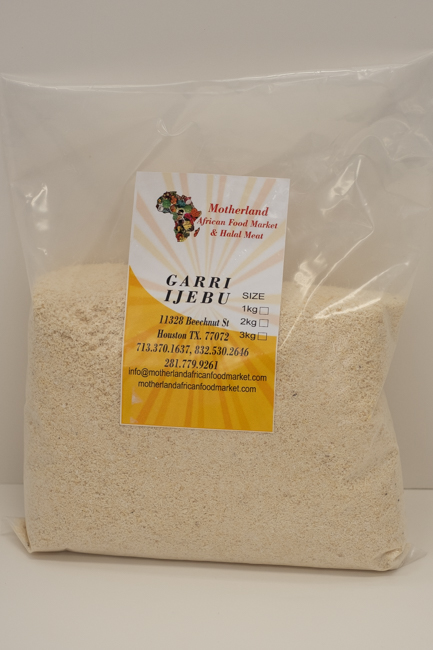 Motherland
African Food Market
& Halal Meat
GARRI
IJEBU
SIZE
1kg
2kg
3kg
11328 Beechnut St
Houston TX. 77072
713.370.1637, 832.530.2646
281.779.9261
info@motherlandafricanfoodmarket.com
motherlandafricanfoodmarket.com